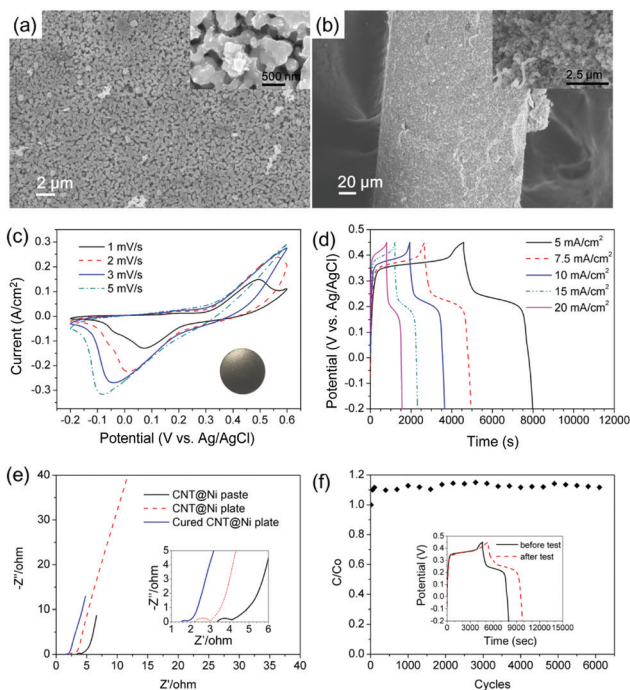 (a)
500 nm
2 μm
(b)
2.5 μm
20 μm
(c)
1 mV/s
2 mV/s
3 mV/s
5 mV/s
Current (A/cm²)
0.3
0.2
0.1
0.0
-0.1
-0.2
-0.3
-0.2 -0.1 0.0 0.1 0.2 0.3 0.4 0.5 0.6
Potential (V vs. Ag/AgCl)
(d)
5 mA/cm²
7.5 mA/cm²
10 mA/cm²
15 mA/cm²
20 mA/cm²
Potential (V vs. Ag/AgCl)
0.5
0.4
0.3
0.2
0.1
0.0
-0.1
-0.2
0 2000 4000 6000 8000 10000 12000
Time (s)
(e)
CNT@Ni paste
CNT@Ni plate
Cured CNT@Ni plate
-Z''/ohm
40
30
20
10
0
0 5 10 15 20 25 30 35 40
Z'/ohm
-Z''/ohm
5
4
3
2
1
0
1 2 3 4 5 6
Z'/ohm
(f)
C/Co
1.2
1.0
0.8
0.6
0.4
0.2
0.0
0 1000 2000 3000 4000 5000 6000
Cycles
before test
after test
Potential (V)
0.5
0.4
0.3
0.2
0.1
0.0
-0.1
-0.2
0 3000 6000 9000 12000 15000
Time (sec)